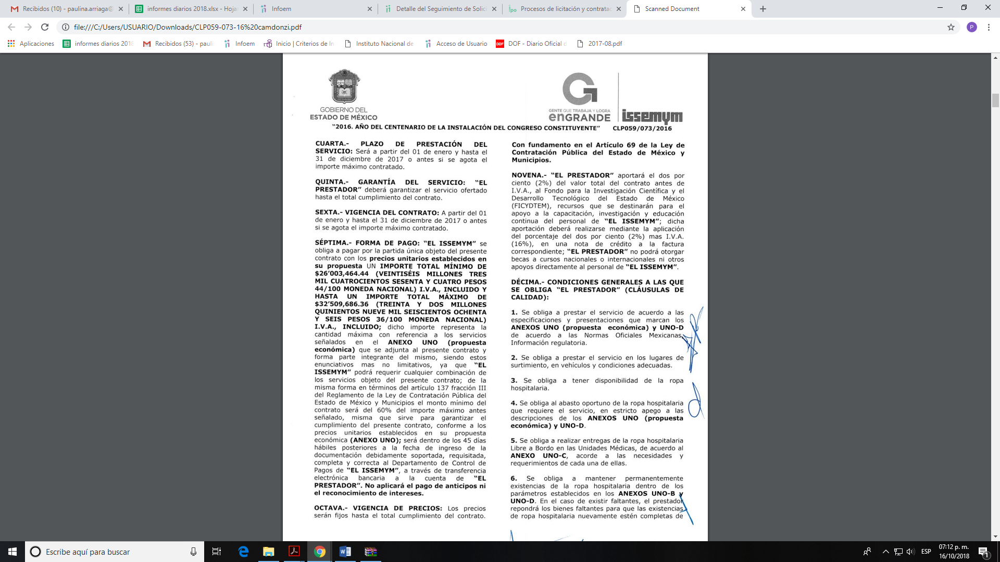 Recibidos (10) - paulina.arriaga@
informes diarios 2018.xlsx - Hoja
Infoem
Detalle del Seguimiento de Solici
Procesos de licitación y contratac
Scanned Document
file:///C:/Users/USUARIO/Downloads/CLP059-073-16%20camdonzi.pdf
P
Aplicaciones
informes diarios 2018
Recibidos (53) - pauli
Infoem
Inicio | Criterios de In
Instituto Nacional de
Acceso de Usuario
DOF - Diario Oficial d
2017-08.pdf
GOBIERNO DEL
ESTADO DE MÉXICO
GENTE QUE TRABAJA Y LOGRA
enGRANDE
issemym
“2016. AÑO DEL CENTENARIO DE LA INSTALACIÓN DEL CONGRESO CONSTITUYENTE” CLP059/073/2016
CUARTA.- PLAZO DE PRESTACIÓN DEL
SERVICIO: Será a partir del 01 de enero y hasta el
31 de diciembre de 2017 o antes si se agota el
importe máximo contratado.
QUINTA.- GARANTÍA DEL SERVICIO: “EL
PRESTADOR” deberá garantizar el servicio ofertado
hasta el total cumplimiento del contrato.
SEXTA.- VIGENCIA DEL CONTRATO: A partir del 01
de enero y hasta el 31 de diciembre de 2017 o antes
si se agota el importe máximo contratado.
SÉPTIMA.- FORMA DE PAGO: “EL ISSEMYM” se
obliga a pagar por la partida única objeto del presente
contrato con los precios unitarios establecidos en
su propuesta UN IMPORTE TOTAL MÍNIMO DE
$26’003,464.44 (VEINTISÉIS MILLONES TRES
MIL CUATROCIENTOS SESENTA Y CUATRO PESOS
44/100 MONEDA NACIONAL) I.V.A., INCLUIDO Y
HASTA UN IMPORTE TOTAL MÁXIMO DE
$32’509,686.36 (TREINTA Y DOS MILLONES
QUINIENTOS NUEVE MIL SEISCIENTOS OCHENTA
Y SEIS PESOS 36/100 MONEDA NACIONAL)
I.V.A., INCLUIDO; dicho importe representa la
cantidad máxima con referencia a los servicios
señalados en el ANEXO UNO (propuesta
económica) que se adjunta al presente contrato y
forma parte integrante del mismo, siendo estos
enunciativos mas no limitativos, ya que “EL
ISSEMYM” podrá requerir cualquier combinación de
los servicios objeto del presente contrato; de la
misma forma en términos del artículo 137 fracción III
del Reglamento de la Ley de Contratación Pública del
Estado de México y Municipios el monto mínimo del
contrato será del 60% del importe máximo antes
señalado, misma que sirve para garantizar el
cumplimiento del presente contrato, conforme a los
precios unitarios establecidos en su propuesta
económica (ANEXO UNO); será dentro de los 45 días
hábiles posteriores a la fecha de ingreso de la
documentación debidamente soportada, requisitada,
completa y correcta al Departamento de Control de
Pagos de “EL ISSEMYM”, a través de transferencia
electrónica bancaria a la cuenta de “EL
PRESTADOR”. No aplicará el pago de anticipos ni
el reconocimiento de intereses.
OCTAVA.- VIGENCIA DE PRECIOS: Los precios
serán fijos hasta el total cumplimiento del contrato.
Con fundamento en el Artículo 69 de la Ley de
Contratación Pública del Estado de México y
Municipios.
NOVENA.- “EL PRESTADOR” aportará el dos por
ciento (2%) del valor total del contrato antes de
I.V.A., al Fondo para la Investigación Científica y el
Desarrollo Tecnológico del Estado de México
(FICYDTEM), recursos que se destinarán para el
apoyo a la capacitación, investigación y educación
continua del personal de “EL ISSEMYM”; dicha
aportación deberá realizarse mediante la aplicación
del porcentaje del dos por ciento (2%) mas I.V.A.
(16%), en una nota de crédito a la factura
correspondiente; “EL PRESTADOR” no podrá otorgar
becas a cursos nacionales o internacionales ni otros
apoyos directamente al personal de “EL ISSEMYM”.
DÉCIMA.- CONDICIONES GENERALES A LAS QUE
SE OBLIGA “EL PRESTADOR” (CLÁUSULAS DE
CALIDAD):
1. Se obliga a prestar el servicio de acuerdo a las
especificaciones y presentaciones que marcan los
ANEXOS UNO (propuesta económica) y UNO-D
de acuerdo a las Normas Oficiales Mexicanas,
Información regulatoria.
2. Se obliga a prestar el servicio en los lugares de
surtimiento, en vehículos y condiciones adecuadas.
3. Se obliga a tener disponibilidad de la ropa
hospitalaria.
4. Se obliga al abasto oportuno de la ropa hospitalaria
que requiere el servicio, en estricto apego a las
descripciones de los ANEXOS UNO (propuesta
económica) y UNO-D.
5. Se obliga a realizar entregas de la ropa hospitalaria
Libre a Bordo en las Unidades Médicas, de acuerdo al
ANEXO UNO-C, acorde a las necesidades y
requerimientos de cada una de ellas.
6. Se obliga a mantener permanentemente
existencias de la ropa hospitalaria dentro de los
parámetros establecidos en los ANEXOS UNO-B y
UNO-D. En el caso de existir faltantes, el prestador
repondrá los bienes faltantes para que las existencias
de ropa hospitalaria nuevamente estén completas de
Escribe aquí para buscar
ESP
07:12 p. m.
16/10/2018
1